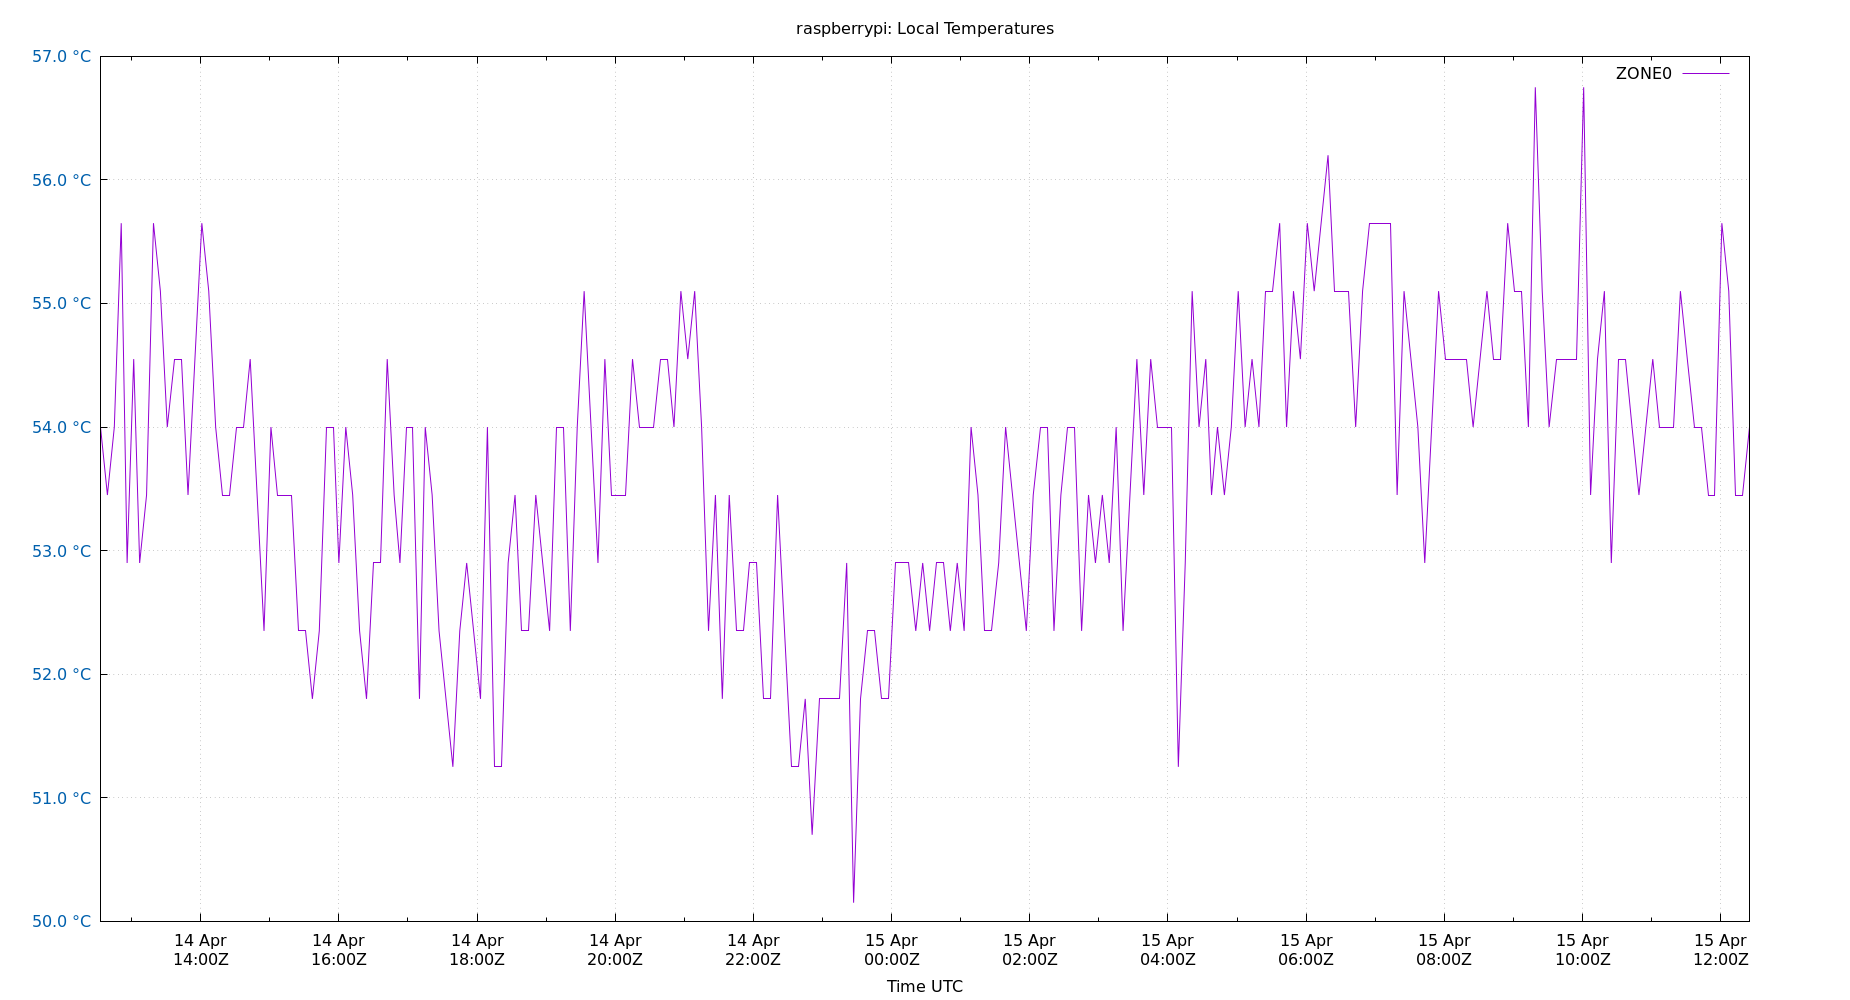 raspberrypi: Local Temperatures
57.0 °C
ZONE0
56.0 °C
55.0 °C
54.0 °C
53.0 °C
52.0 °C
51.0 °C
50.0 °C
14 Apr 14 Apr 14 Apr 14 Apr 14 Apr 15 Apr 15 Apr 15 Apr 15 Apr 15 Apr 15 Apr 15 Apr
14:00Z 16:00Z 18:00Z 20:00Z 22:00Z 00:00Z 02:00Z 04:00Z 06:00Z 08:00Z 10:00Z 12:00Z
Time UTC